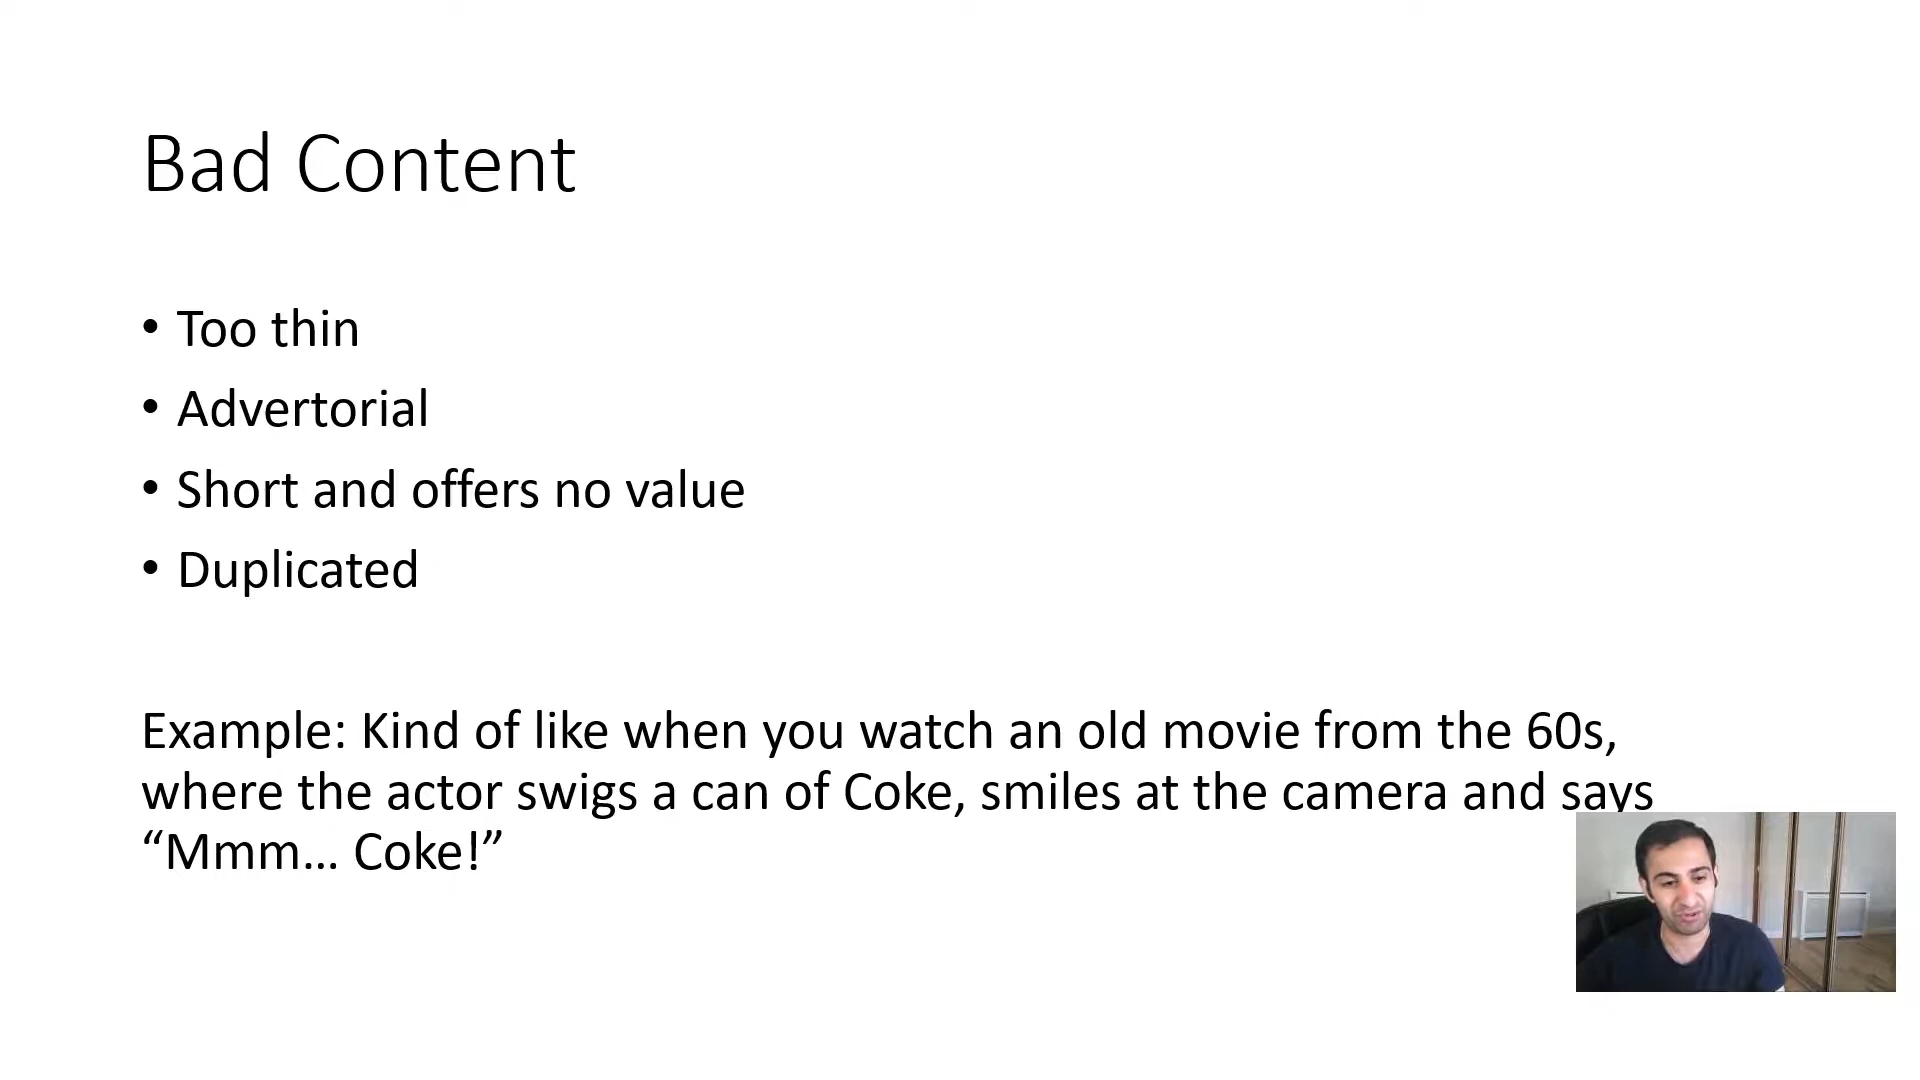 Bad Content
• Too thin
• Advertorial
• Short and offers no value
• Duplicated
Example: Kind of like when you watch an old movie from the 60s,
where the actor swigs a can of Coke, smiles at the camera and says
“Mmm… Coke!”